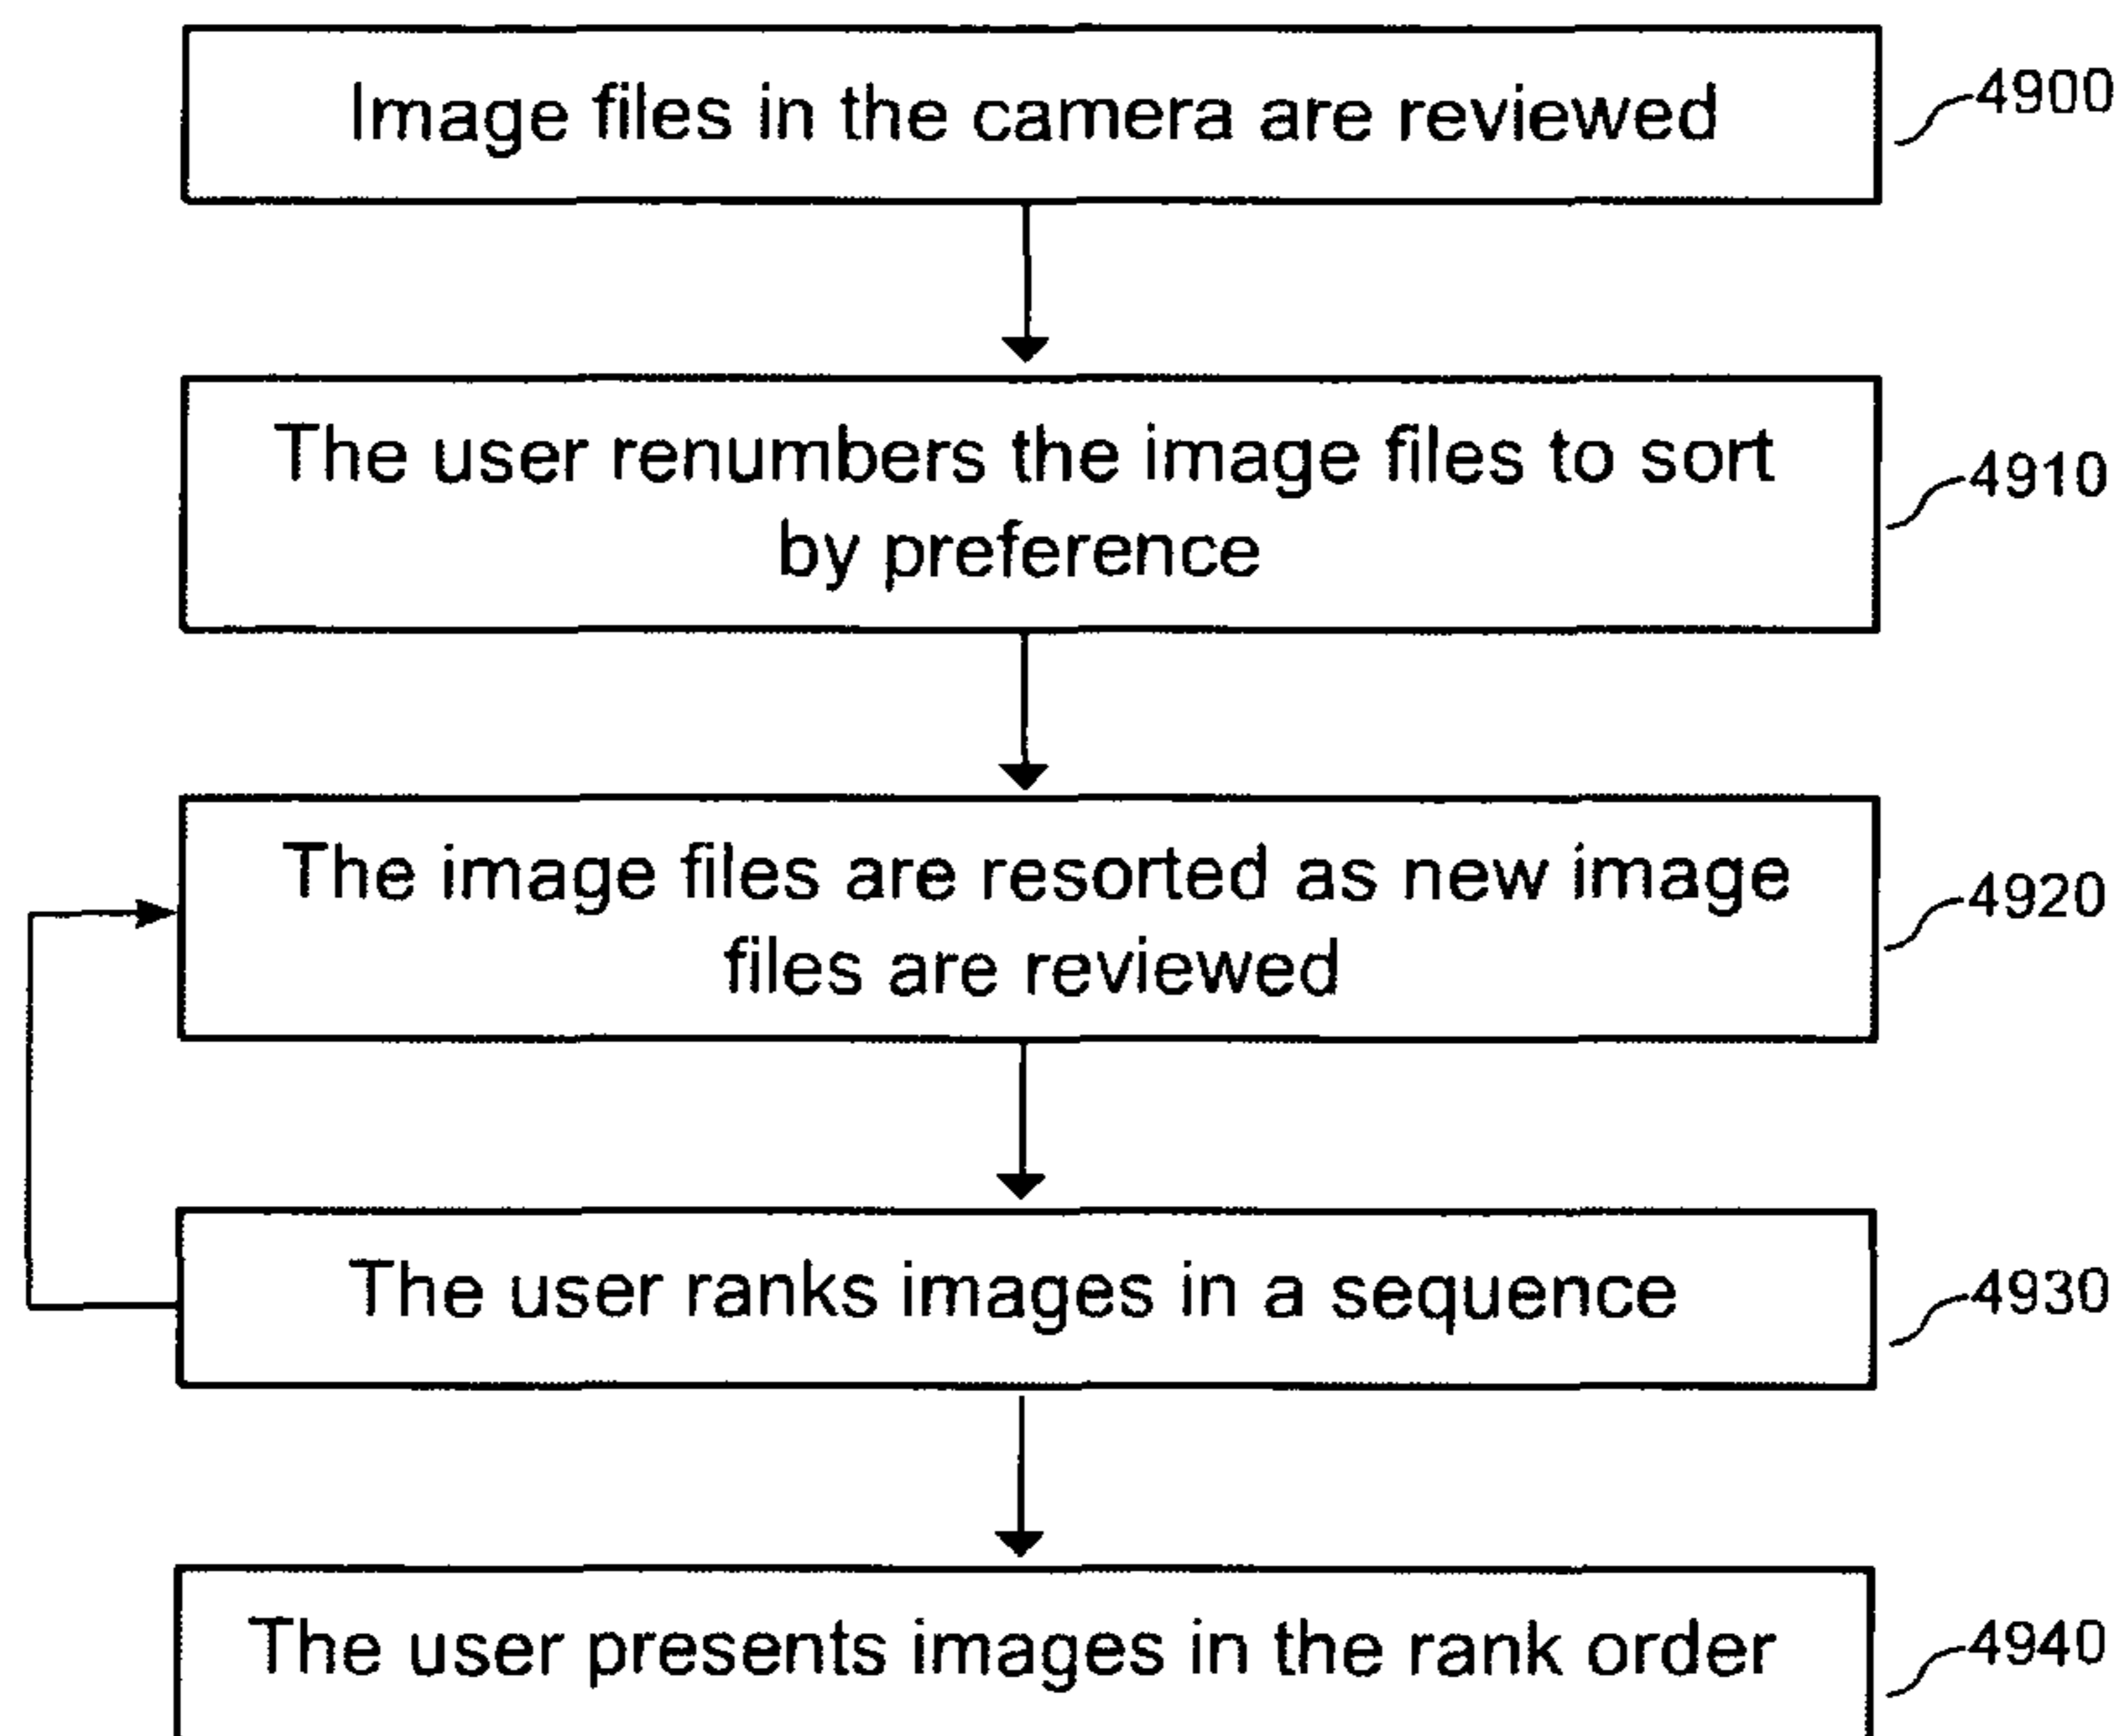 Image files in the camera are reviewed
4900
The user renumbers the image files to sort
by preference
4910
The image files are resorted as new image
files are reviewed
4920
The user ranks images in a sequence
4930
The user presents images in the rank order
4940